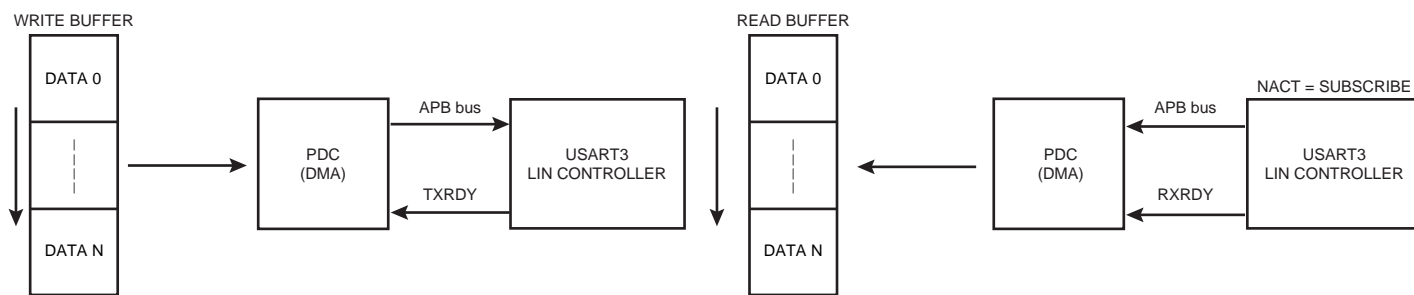 WRITE BUFFER
DATA 0
DATA N
PDC
(DMA)
APB bus
TXRDY
USART3
LIN CONTROLLER
READ BUFFER
DATA 0
DATA N
PDC
(DMA)
APB bus
RXRDY
NACT = SUBSCRIBE
USART3
LIN CONTROLLER